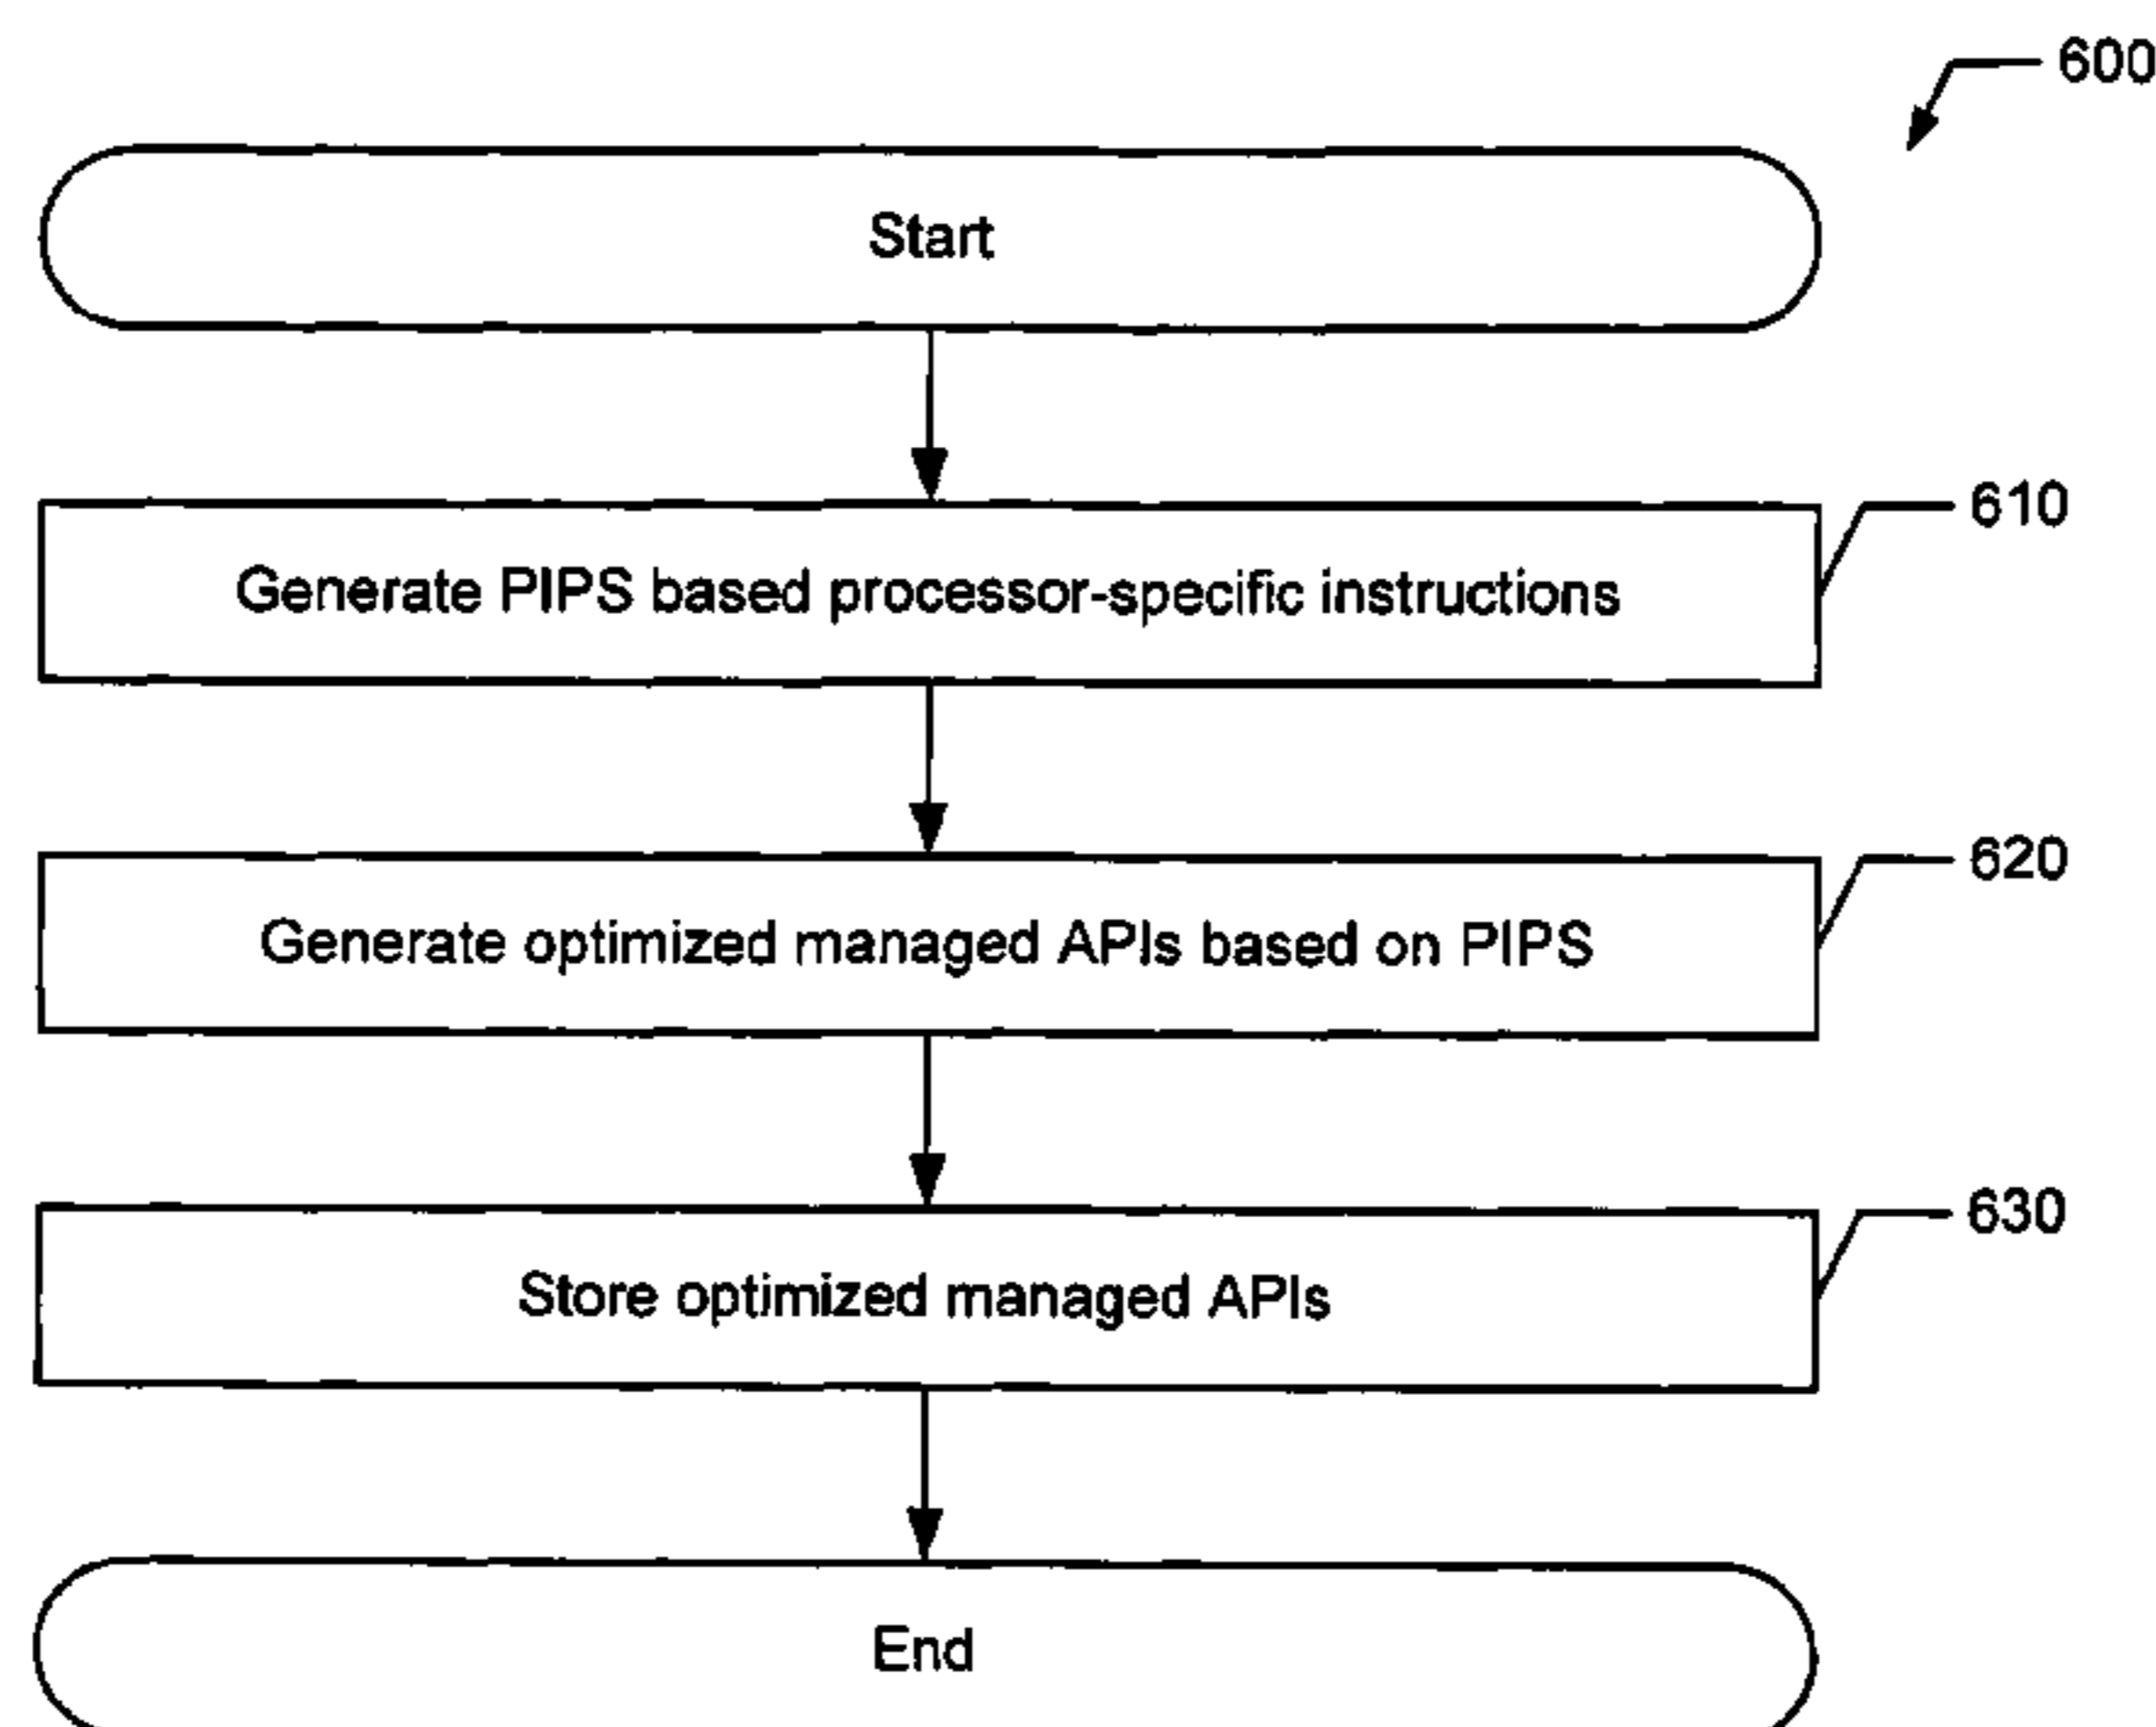 600
Start
Generate PIPS based processor-specific instructions
610
Generate optimized managed APIs based on PIPS
620
Store optimized managed APIs
630
End